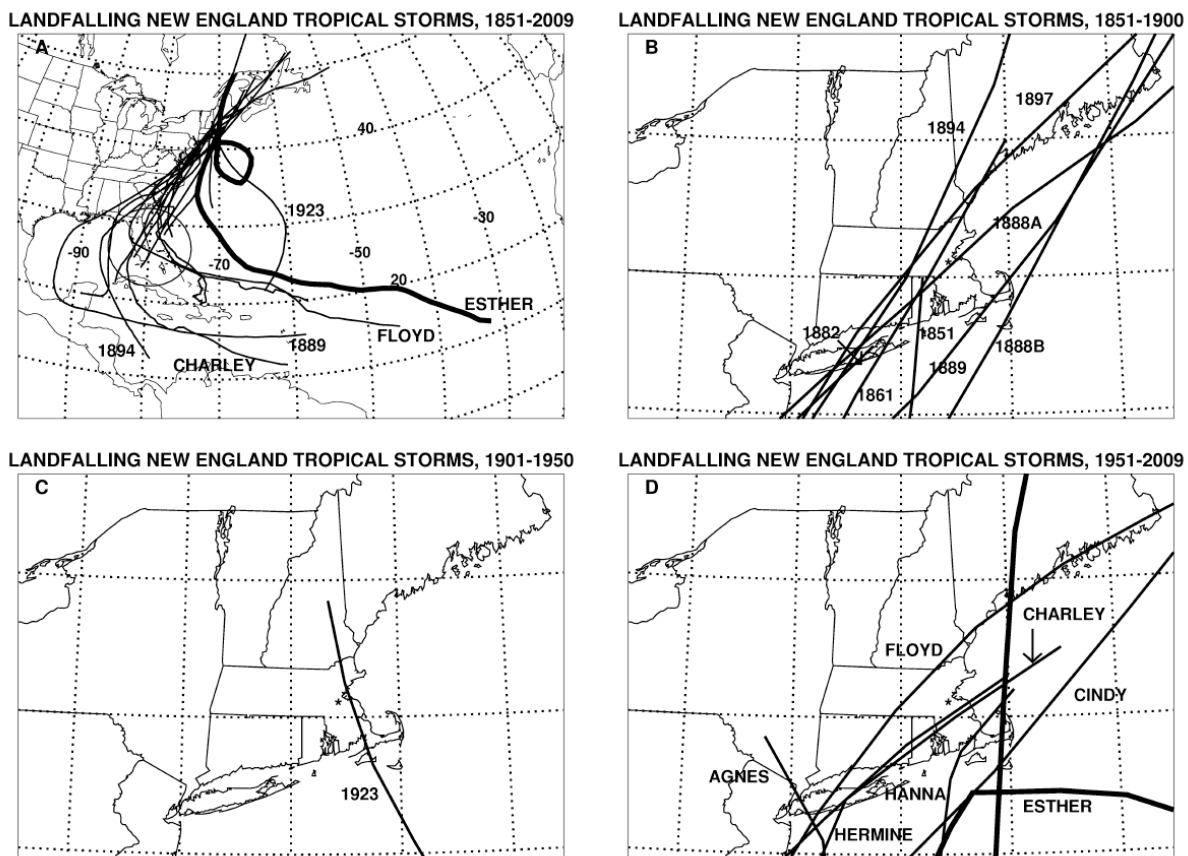 LANDFALLING NEW ENGLAND TROPICAL STORMS, 1851-2009
A
40
1923
-30
-90
-70
-50
20
ESTHER
FLOYD
1889
1894
CHARLEY
LANDFALLING NEW ENGLAND TROPICAL STORMS, 1851-1900
B
1897
1894
1888A
1882
1851
1888B
1889
1861
LANDFALLING NEW ENGLAND TROPICAL STORMS, 1901-1950
C
*
1923
LANDFALLING NEW ENGLAND TROPICAL STORMS, 1951-2009
D
CHARLEY
FLOYD
CINDY
AGNES
HANNA
ESTHER
HERMINE